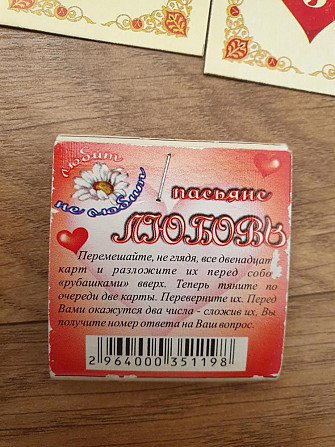 любит
не любит
пасьянс
ЛЮБОВЬ
Перемешайте, не глядя, все двенадцат
карт и разложите их перед собо
«рубашками» вверх. Теперь тяните по
очереди две карты. Переверните их. Перед
Вами окажутся два числа - сложив их, Вы
получите номер ответа на Ваш вопрос.
2 964000 351198